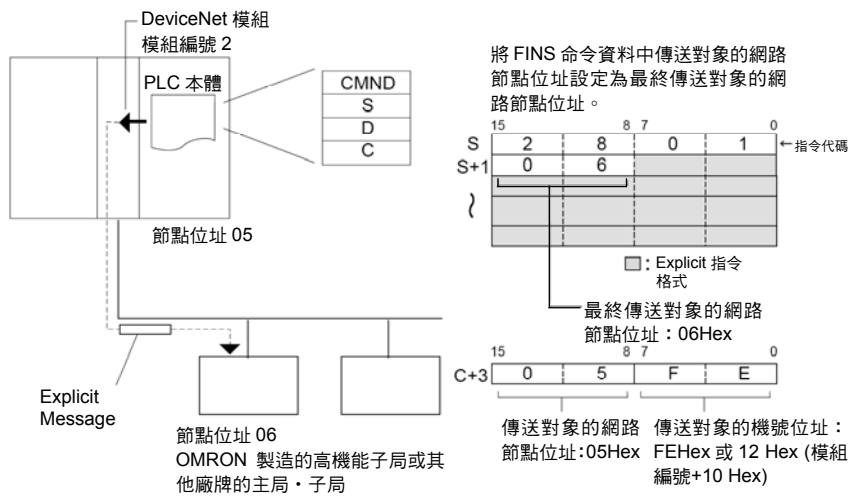 DeviceNet 模組
模組編號 2
PLC 本體
CMND
S
D
C
節點位址 05
Explicit
Message
節點位址 06
OMRON 製造的高機能子局或其
他廠牌的主局・子局
將 FINS 命令資料中傳送對象的網路
節點位址設定為最終傳送對象的網
路節點位址。
15 8 7 0
S 2 8 0 1 ←指令代碼
S+1 0 6
~
: Explicit 指令
格式
最終傳送對象的網路
節點位址：06Hex
15 8 7 0
C+3 0 5 F E
傳送對象的網路
節點位址:05Hex
傳送對象的機號位址：
FEHex 或 12 Hex (模組
編號+10 Hex)